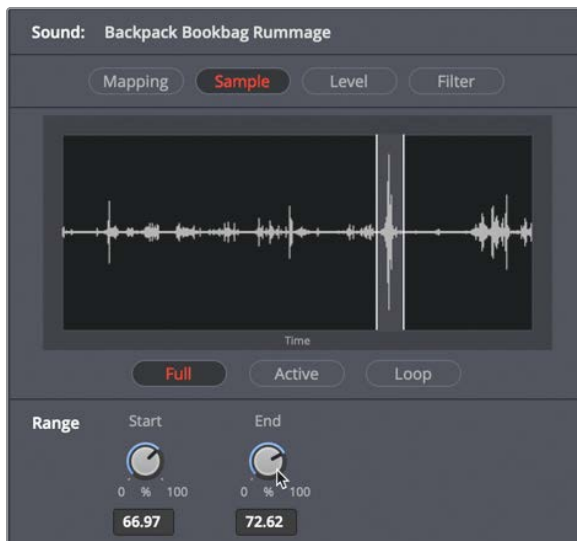 Sound: Backpack Bookbag Rummage
Mapping Sample Level Filter
Time
Full Active Loop
Range Start End
0 % 100 0 % 100
66.97 72.62